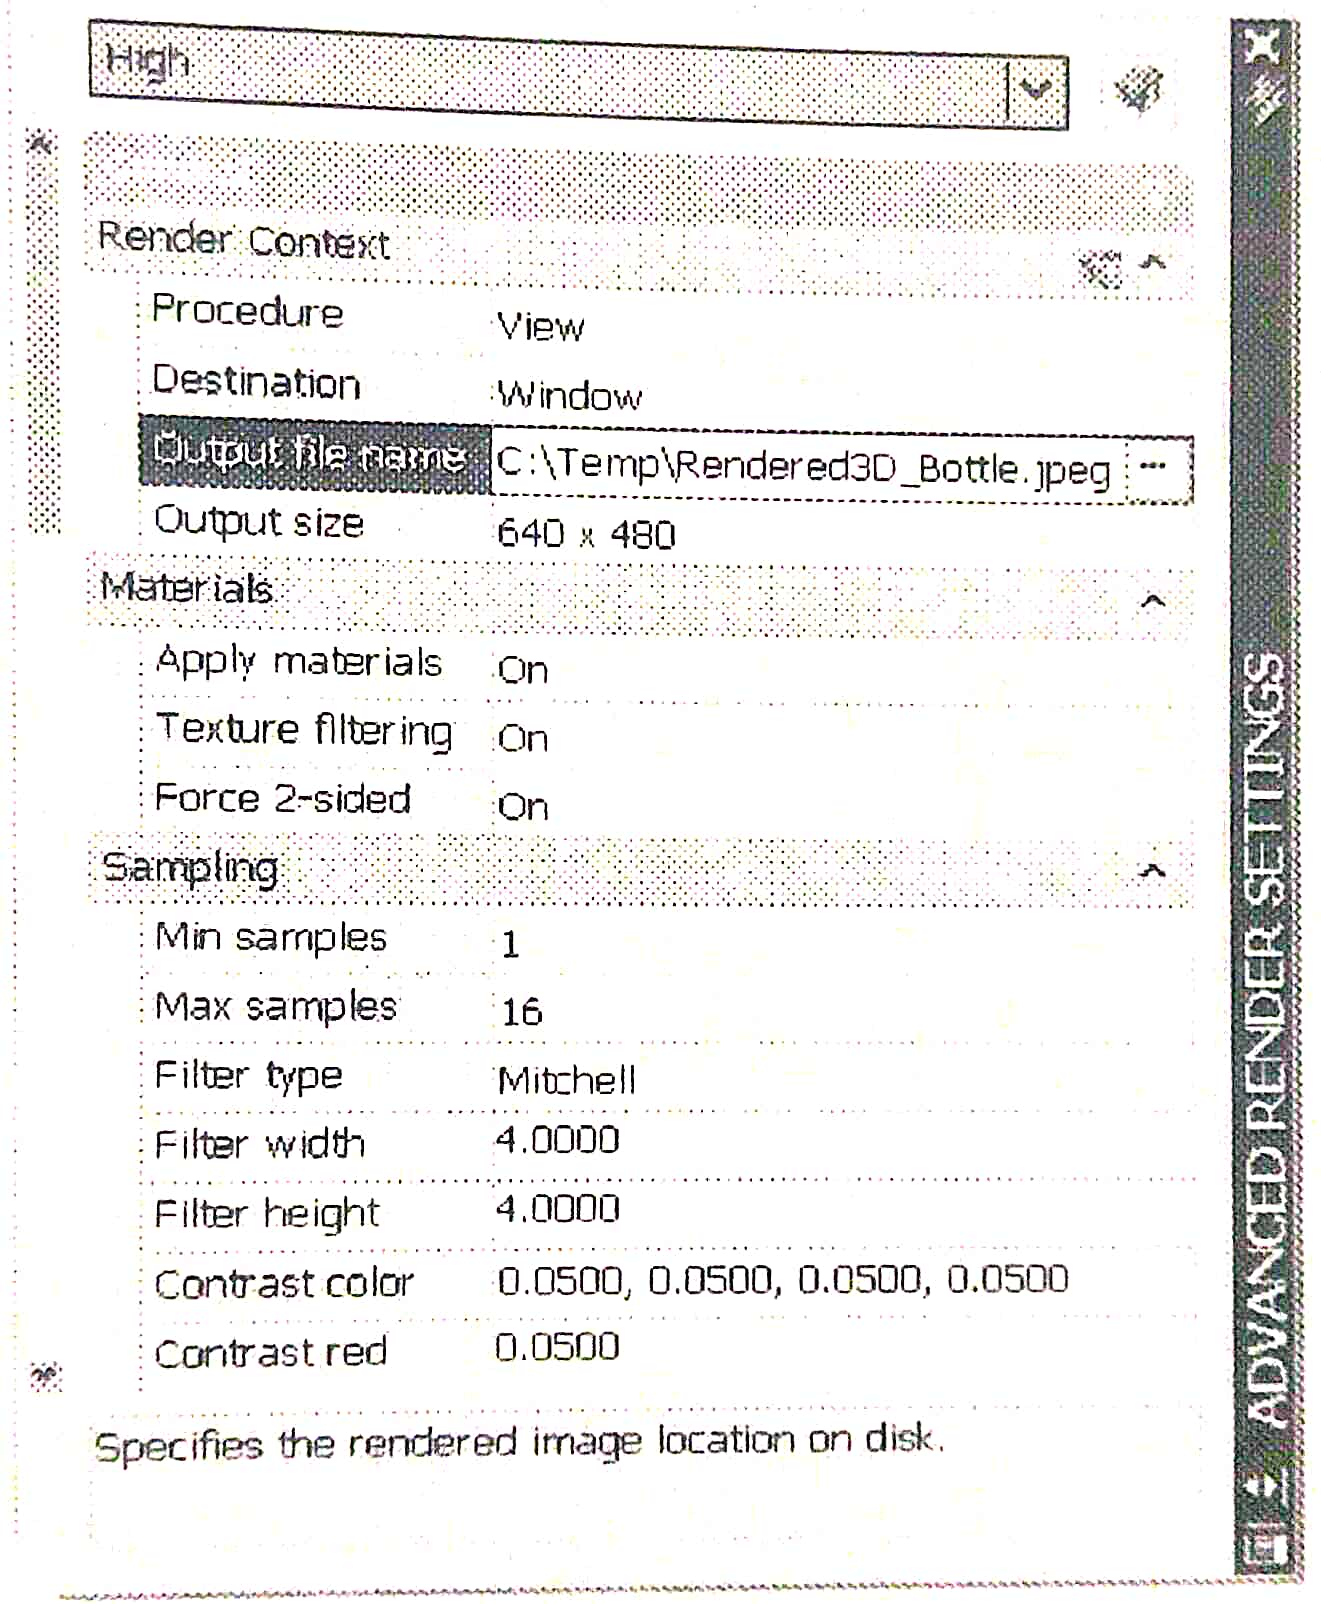 High
Render Context
Procedure View
Destination Window
Output file name C:\Temp\Rendered3D_Bottle.jpeg ...
Output size 640 x 480
Materials
Apply materials On
Texture filtering On
Force 2-sided On
Sampling
Min samples 1
Max samples 16
Filter type Mitchell
Filter width 4.0000
Filter height 4.0000
Contrast color 0.0500, 0.0500, 0.0500, 0.0500
Contrast red 0.0500
Specifies the rendered image location on disk.
ADVANCED RENDER SETTINGS